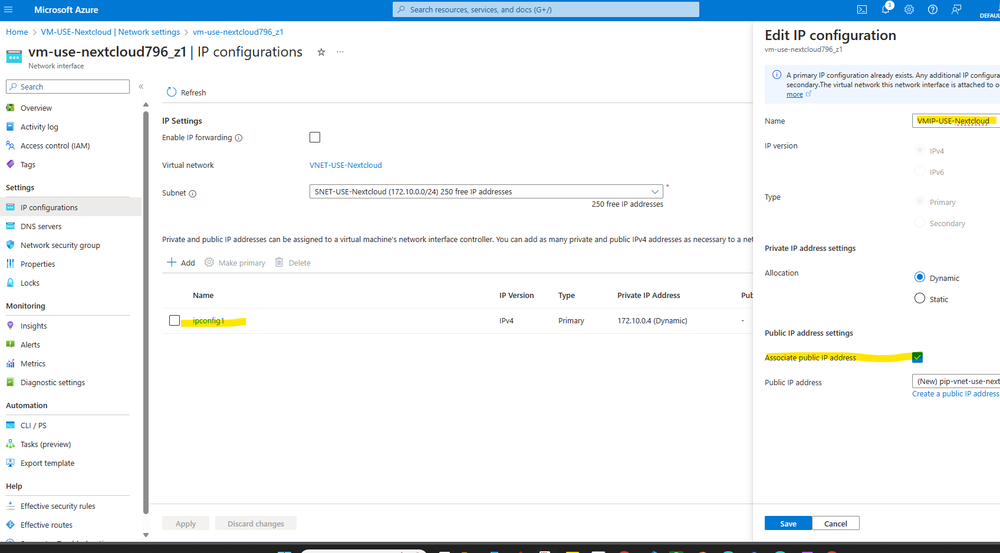 Microsoft Azure
Search resources, services, and docs (G+/)
3
Home > VM-USE-Nextcloud | Network settings > vm-use-nextcloud796_z1
vm-use-nextcloud796_z1 | IP configurations
Network interface
Search
Overview
Activity log
Access control (IAM)
Tags
Settings
IP configurations
DNS servers
Network security group
Properties
Locks
Monitoring
Insights
Alerts
Metrics
Diagnostic settings
Automation
CLI / PS
Tasks (preview)
Export template
Help
Effective security rules
Effective routes
Refresh
IP Settings
Enable IP forwarding
Virtual network
VNET-USE-Nextcloud
Subnet
SNET-USE-Nextcloud (172.10.0.0/24) 250 free IP addresses
*
250 free IP addresses
Private and public IP addresses can be assigned to a virtual machine's network interface controller. You can add as many private and public IPv4 addresses as necessary to a net
Add
Make primary
Delete
Name IP Version Type Private IP Address Pub
ipconfig1 IPv4 Primary 172.10.0.4 (Dynamic) -
Apply
Discard changes
Edit IP configuration
vm-use-nextcloud796_z1
A primary IP configuration already exists. Any additional IP configura
secondary.The virtual network this network interface is attached to o
more
Name
VMIP-USE-Nextcloud
IP version
IPv4
IPv6
Type
Primary
Secondary
Private IP address settings
Allocation
Dynamic
Static
Public IP address settings
Associate public IP address
Public IP address
(New) pip-vnet-use-next
Create a public IP address
Save
Cancel